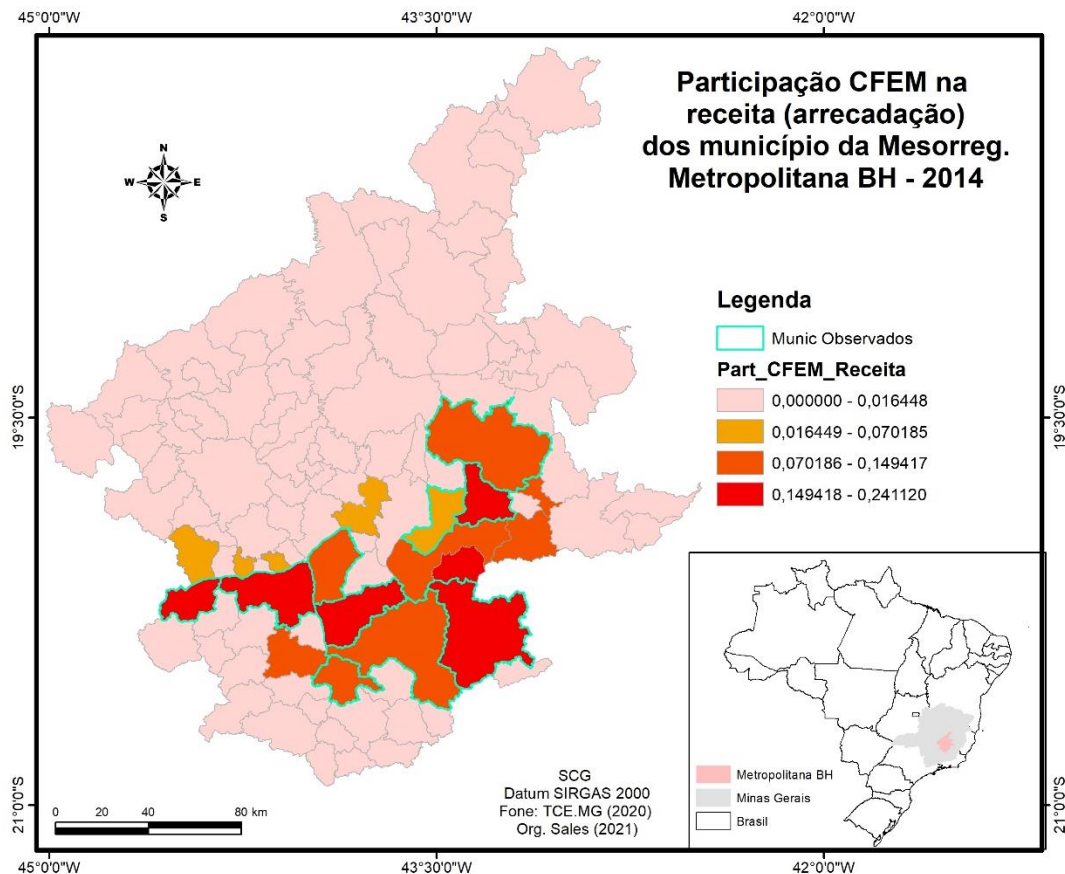 45°0'0"W 43°30'0"W 42°0'0"W
Participação CFEM na
receita (arrecadação)
dos município da Mesorreg.
Metropolitana BH - 2014
N
W E
S
Legenda
Munic Observados
Part_CFEM_Receita
0,000000 - 0,016448
0,016449 - 0,070185
0,070186 - 0,149417
0,149418 - 0,241120
19°30'0"S 19°30'0"S
SCG
Datum SIRGAS 2000
Fone: TCE.MG (2020)
Org. Sales (2021)
0 20 40 80 km
Metropolitana BH
Minas Gerais
Brasil
21°0'0"S 21°0'0"S
45°0'0"W 43°30'0"W 42°0'0"W